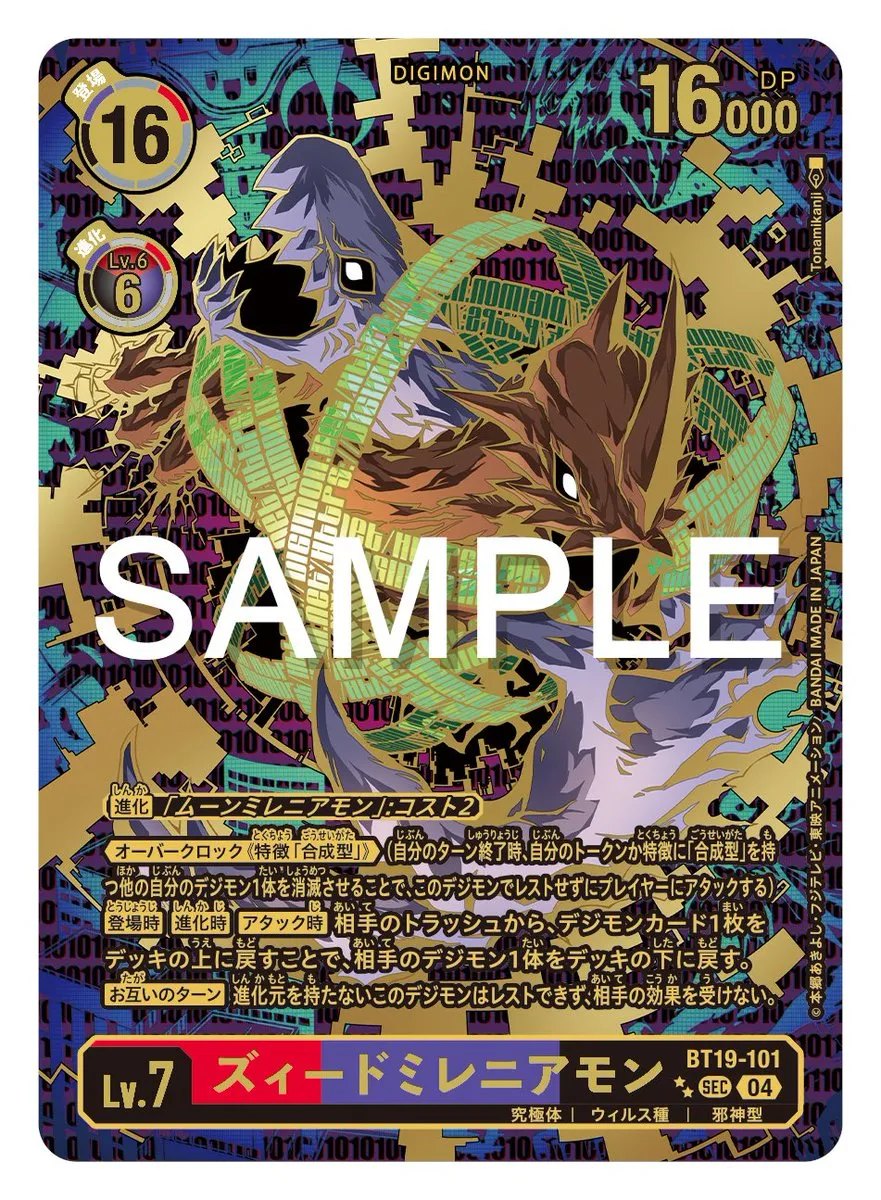 登場
16
DIGIMON
16000
DP
進化
Lv.6
6
Tonamikanji
SAMPLE
進化 「ムーンミレニアモン」:コスト2
オーバークロック《特徴「合成型」》 (自分のターン終了時、自分のトークンか特徴に「合成型」を持
つ他の自分のデジモン1体を消滅させることで、このデジモンでレストせずにプレイヤーにアタックする)
登場時 進化時 アタック時 相手のトラッシュから、デジモンカード1枚を
デッキの上に戻すことで、相手のデジモン1体をデッキの下に戻す。
お互いのターン 進化元を持たないこのデジモンはレストできず、相手の効果を受けない。
©本郷あきよし・フジテレビ・東映アニメーション BANDAI MADE IN JAPAN
Lv.7
ズィードミレニアモン
BT19-101
SEC 04
究極体 | ウィルス種 | 邪神型